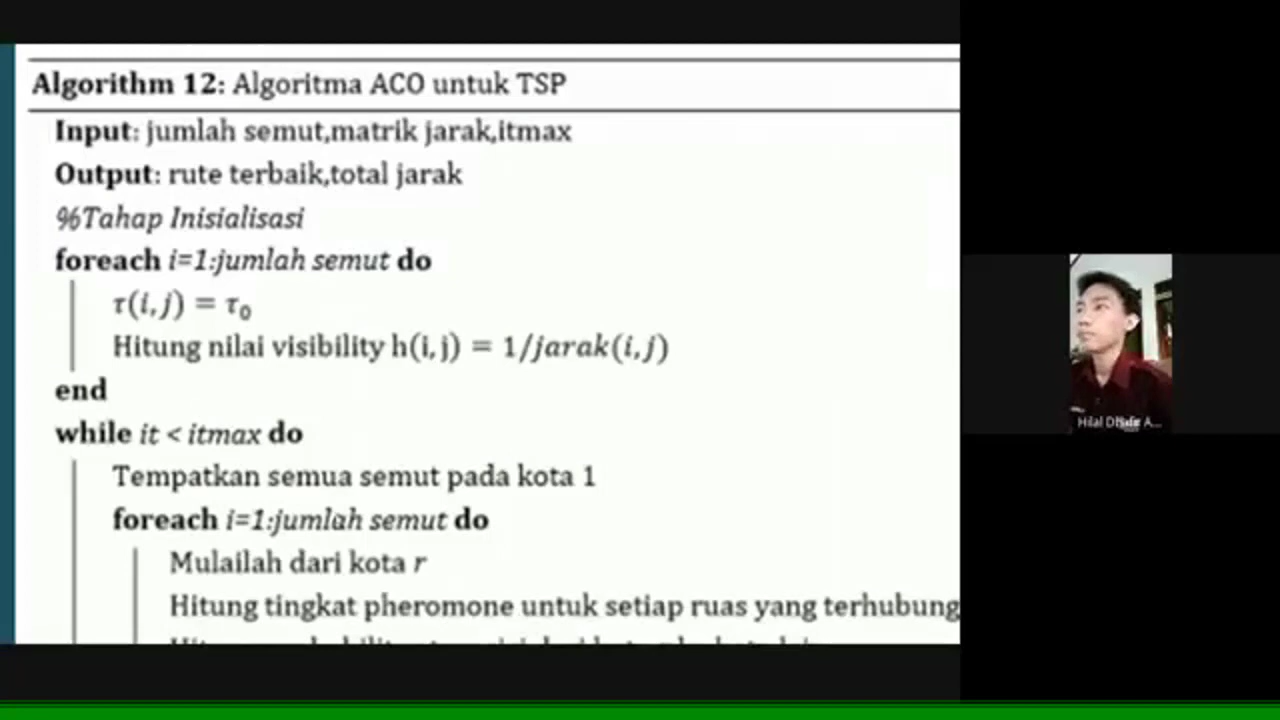 Algorithm 12: Algoritma ACO untuk TSP
Input: jumlah semut,matrik jarak,itmax
Output: rute terbaik,total jarak
%Tahap Inisialisasi
foreach i=1:jumlah semut do
τ(i,j) = τ₀
Hitung nilai visibility h(i,j) = 1/jarak(i,j)
end
while it < itmax do
Tempatkan semua semut pada kota 1
foreach i=1:jumlah semut do
Mulailah dari kota r
Hitung tingkat pheromone untuk setiap ruas yang terhubung
Hilal